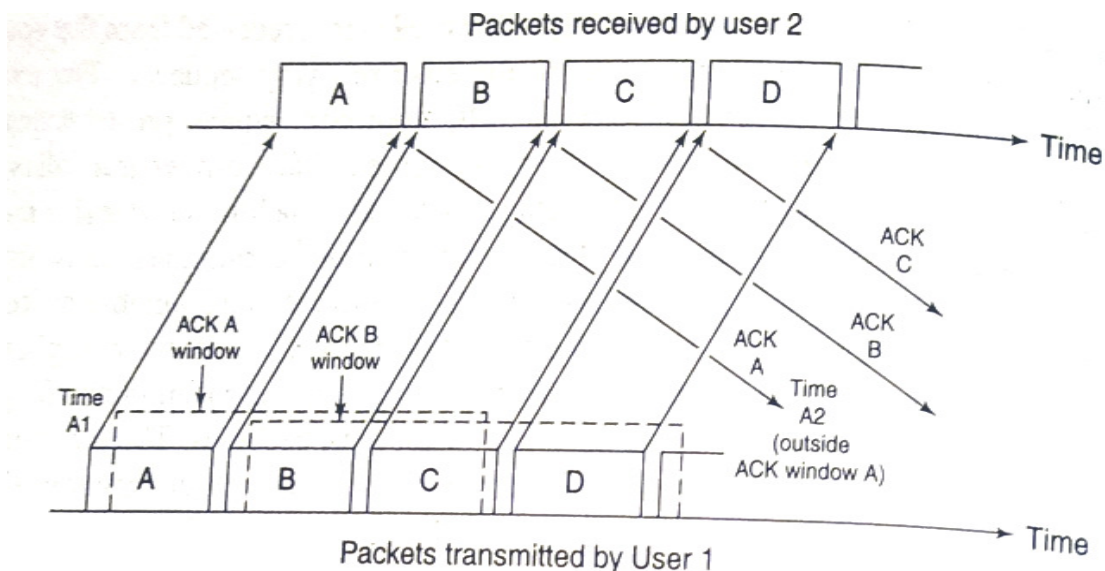 Packets received by user 2
A B C D
Time
ACK
C
ACK
B
ACK
A
Time
A2
(outside
ACK window A)
ACK A
window
ACK B
window
Time
A1
A B C D
Time
Packets transmitted by User 1